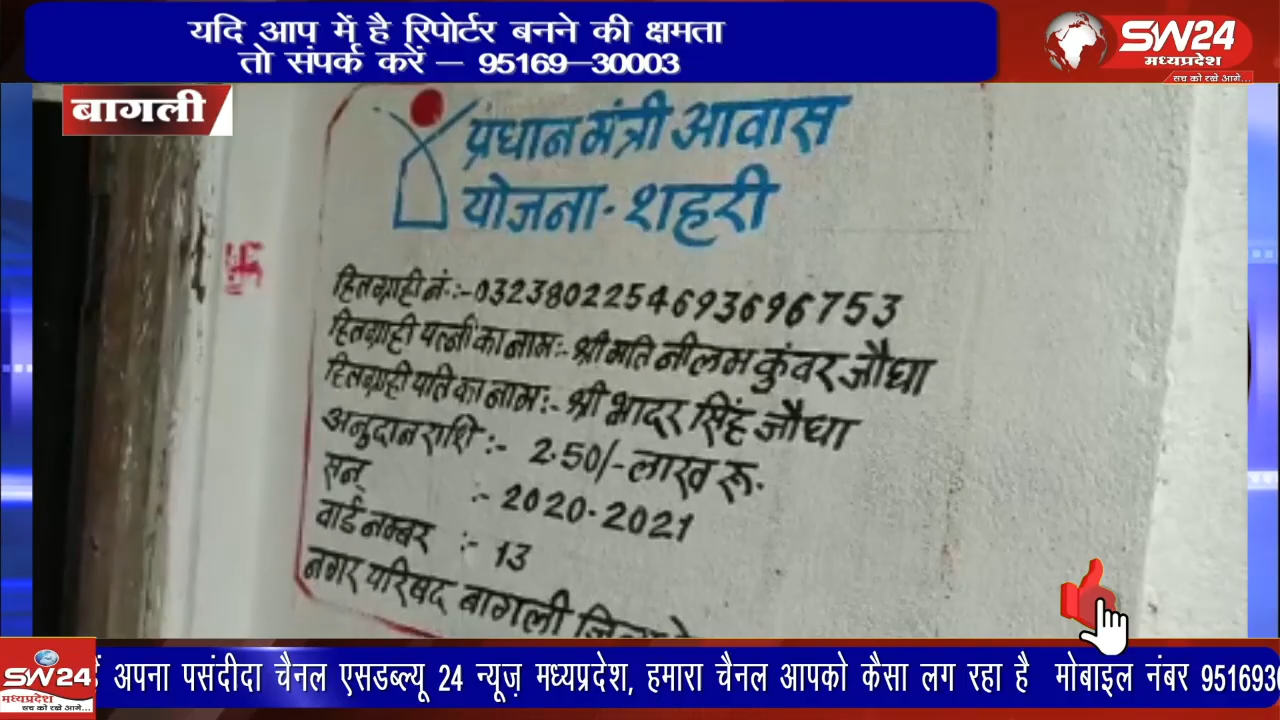 यदि आप में है रिपोर्टर बनने की क्षमता
तो संपर्क करें – 95169–30003
SW24
मध्यप्रदेश
सच को रखे आगे...
बागली
प्रधान मंत्री आवास
योजना - शहरी
हितग्राही नं. :- 0323802254693696753
हितग्राही पत्नी का नाम :- श्री मति नीलम कुंवर जौधा
हितग्राही पति का नाम :- श्री भादर सिंह जौधा
अनुदान राशि :- 2.50/- लाख रू.
सन् :- 2020-2021
वार्ड नम्बर :- 13
नगर परिषद बागली
SW24
मध्यप्रदेश
सच को रखे आगे...
अपना पसंदीदा चैनल एसडब्ल्यू 24 न्यूज़ मध्यप्रदेश, हमारा चैनल आपको कैसा लग रहा है मोबाइल नंबर 951693